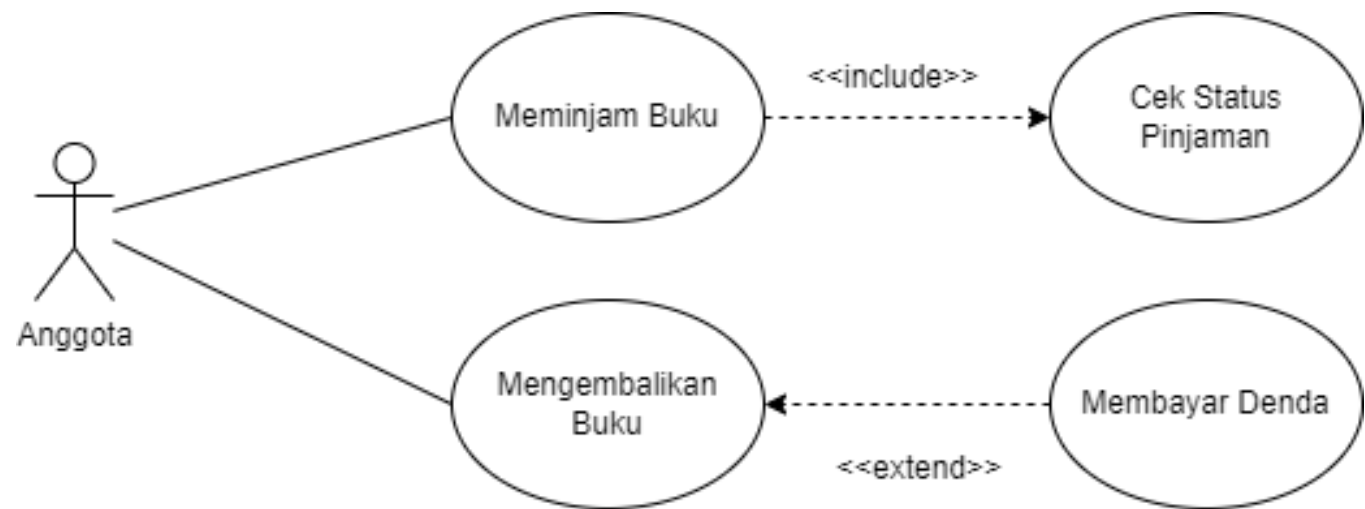 <<include>>
Meminjam Buku
Cek Status
Pinjaman
Anggota
Mengembalikan
Buku
Membayar Denda
<<extend>>